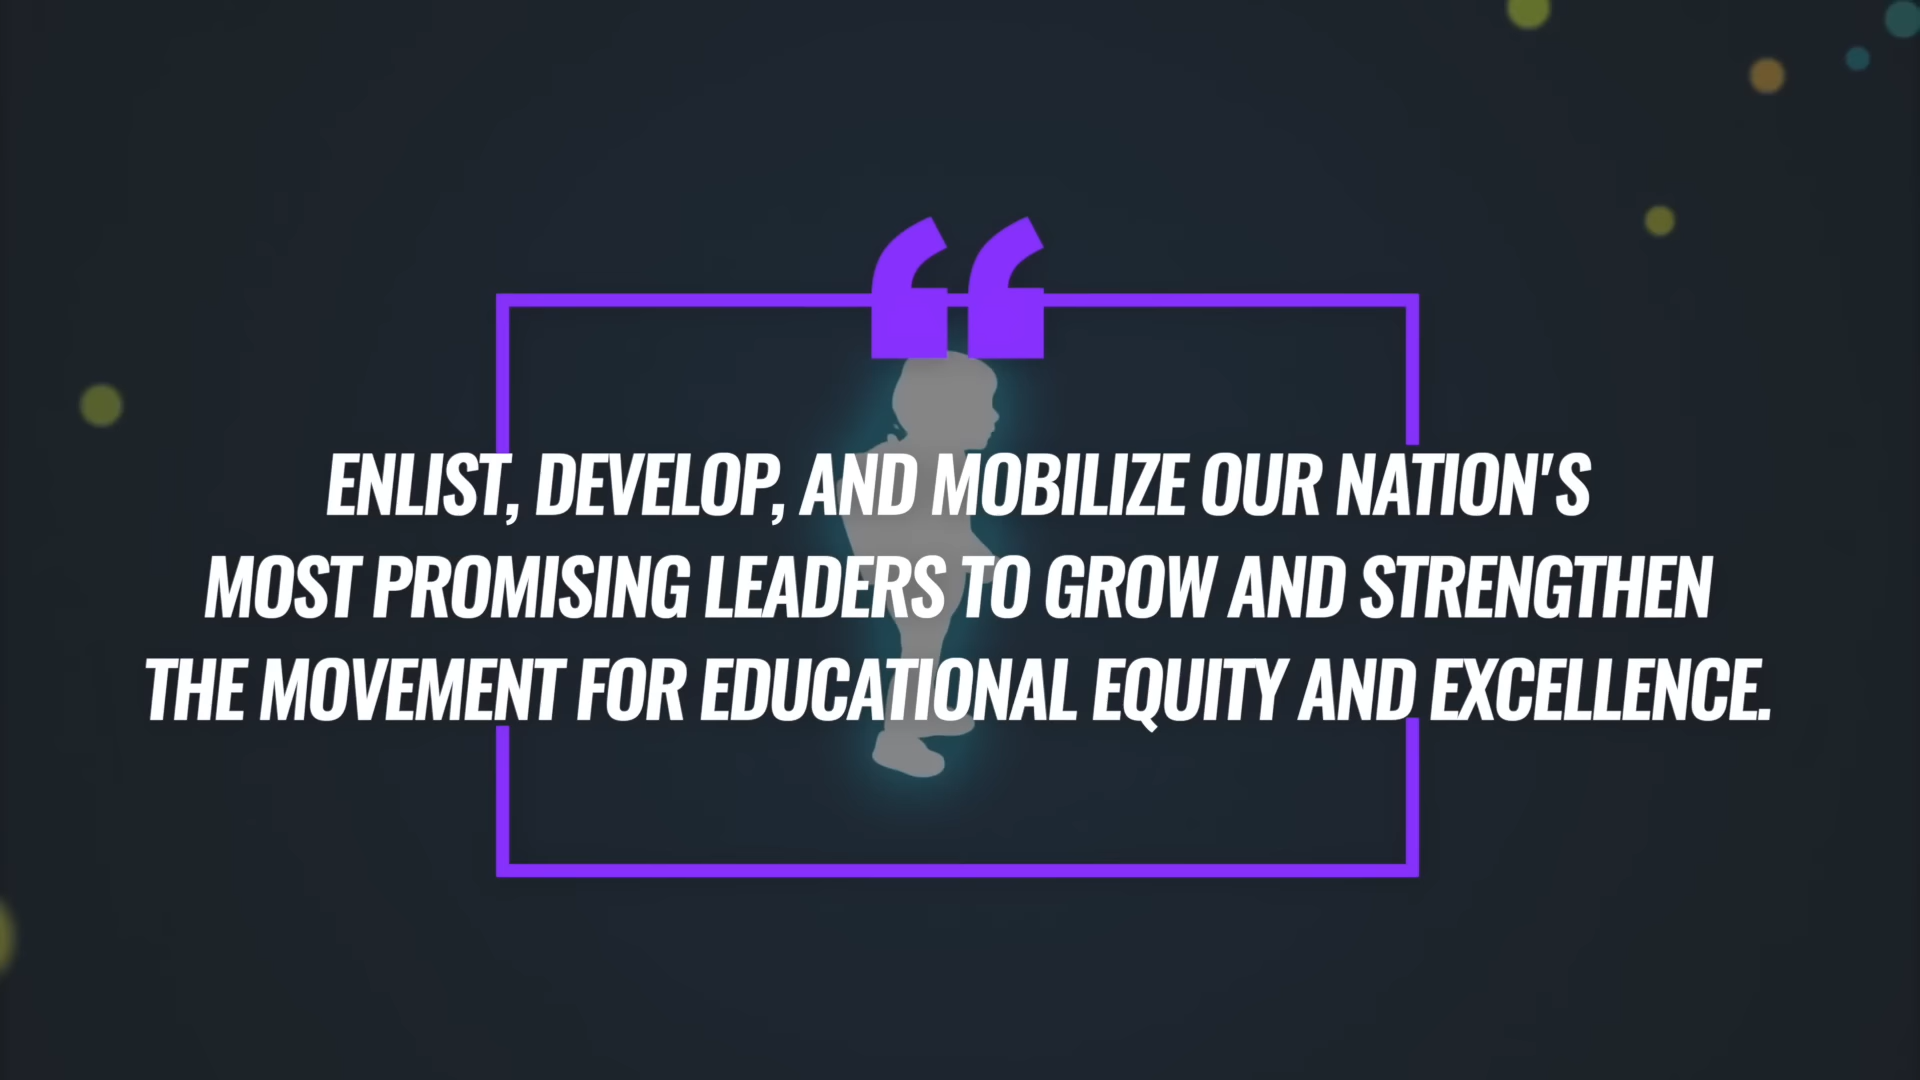 ENLIST, DEVELOP, AND MOBILIZE OUR NATION'S
MOST PROMISING LEADERS TO GROW AND STRENGTHEN
THE MOVEMENT FOR EDUCATIONAL EQUITY AND EXCELLENCE.